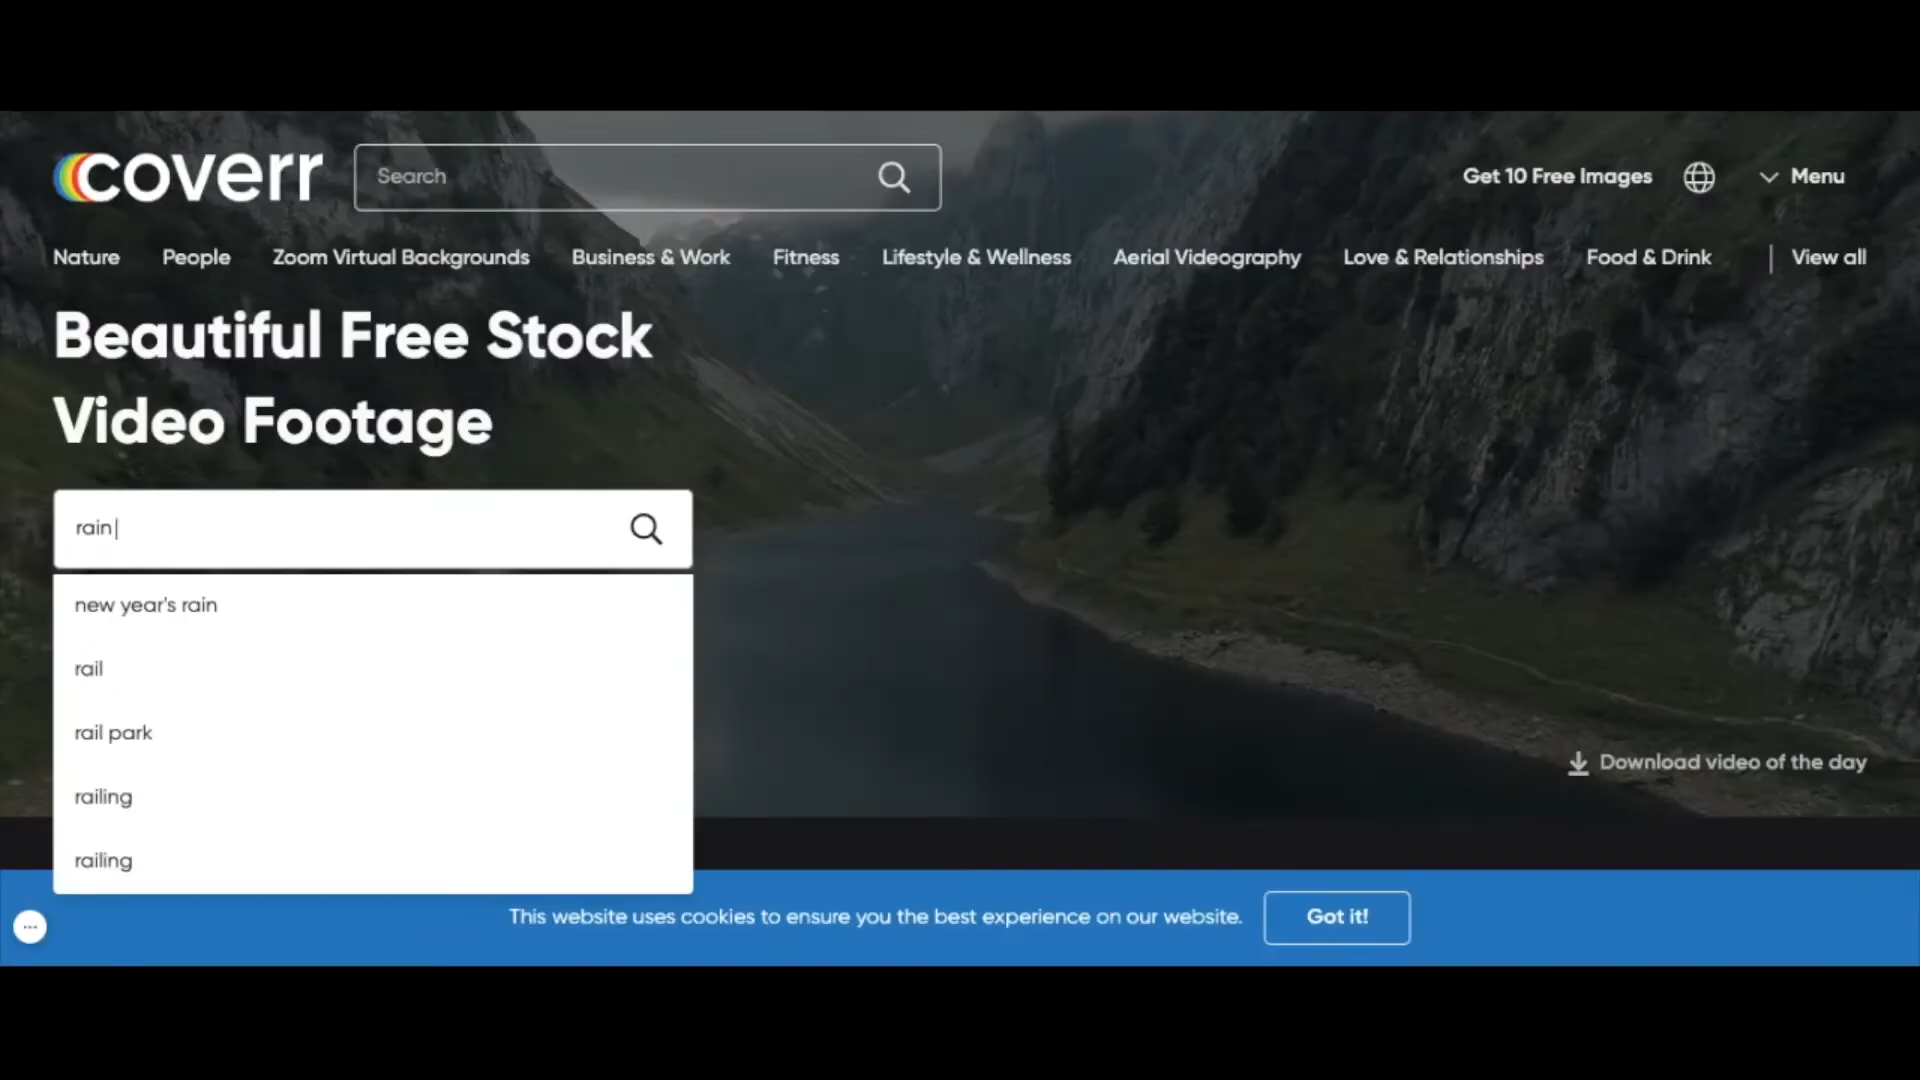 coverr
Search
Get 10 Free Images
Menu
Nature
People
Zoom Virtual Backgrounds
Business & Work
Fitness
Lifestyle & Wellness
Aerial Videography
Love & Relationships
Food & Drink
View all
Beautiful Free Stock
Video Footage
rain
new year's rain
rail
rail park
railing
railing
Download video of the day
This website uses cookies to ensure you the best experience on our website.
Got it!